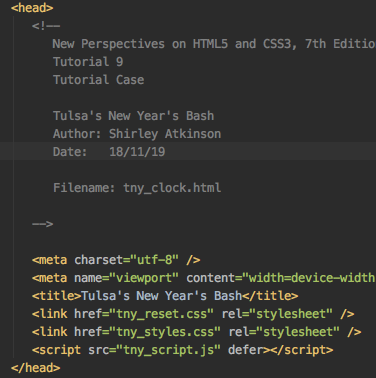 <head>
<!--
New Perspectives on HTML5 and CSS3, 7th Editio
Tutorial 9
Tutorial Case
Tulsa's New Year's Bash
Author: Shirley Atkinson
Date:   18/11/19
Filename: tny_clock.html
-->
<meta charset="utf-8" />
<meta name="viewport" content="width=device-width
<title>Tulsa's New Year's Bash</title>
<link href="tny_reset.css" rel="stylesheet" />
<link href="tny_styles.css" rel="stylesheet" />
<script src="tny_script.js" defer></script>
</head>